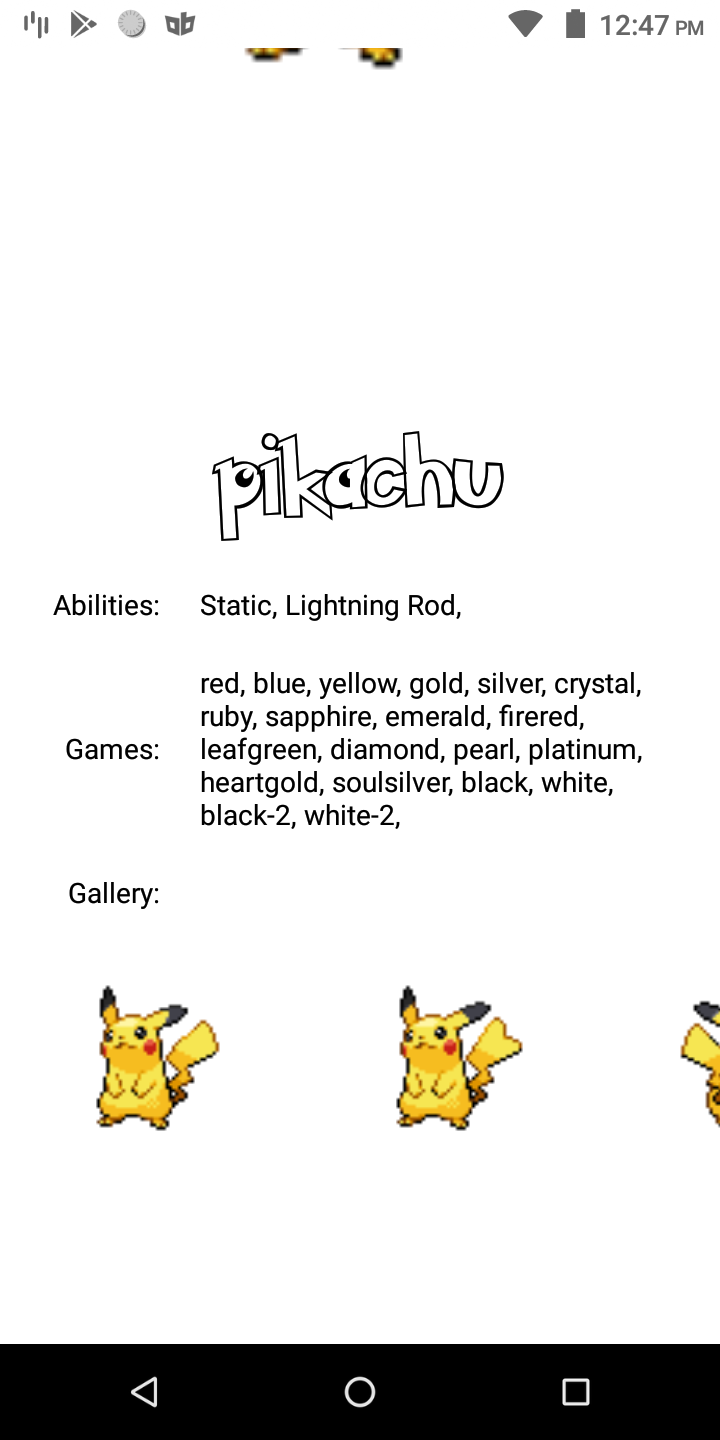 12:47 PM
pikachu
Abilities: Static, Lightning Rod,
red, blue, yellow, gold, silver, crystal,
ruby, sapphire, emerald, firered,
Games: leafgreen, diamond, pearl, platinum,
heartgold, soulsilver, black, white,
black-2, white-2,
Gallery: